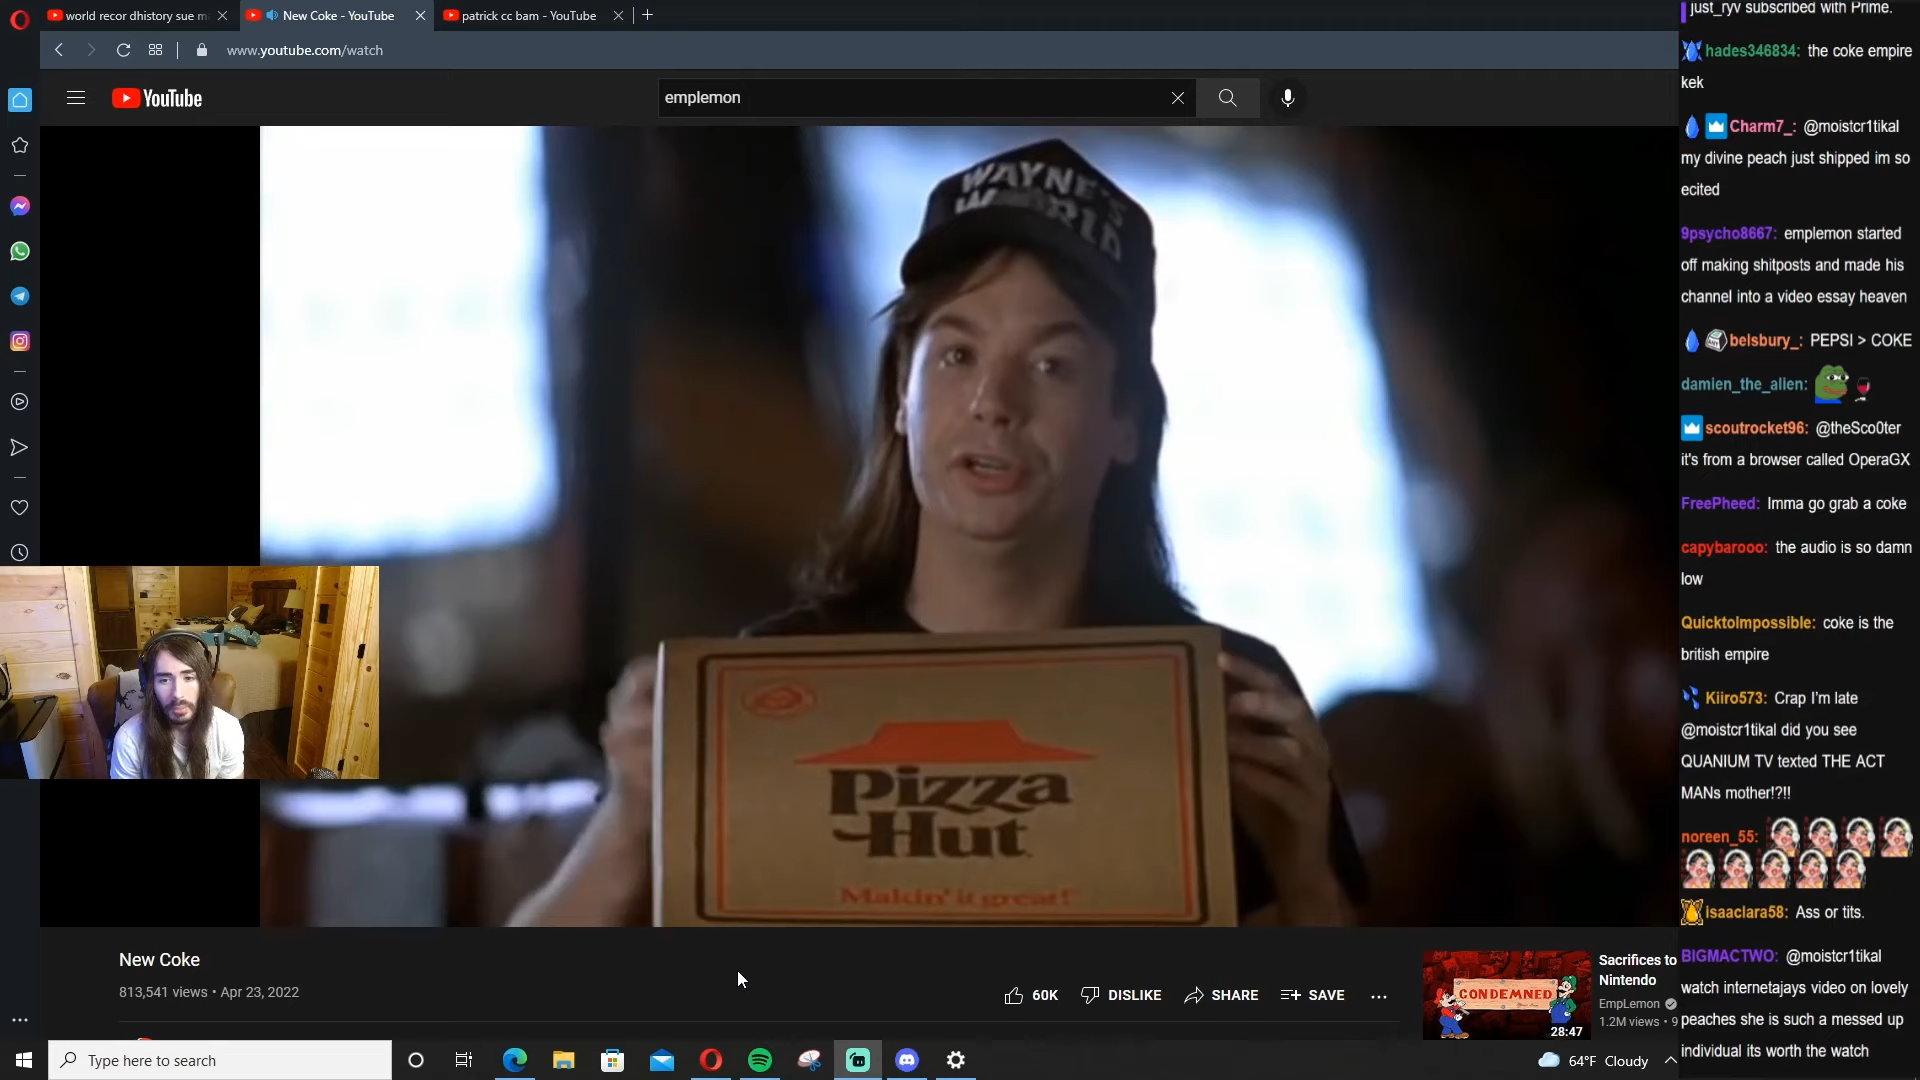 world recor dhistory sue m
New Coke - YouTube
patrick cc bam - YouTube
www.youtube.com/watch
YouTube
emplemon
WAYNE'S
WORLD
Pizza
Hut
Makin' it great!
New Coke
813,541 views • Apr 23, 2022
60K
DISLIKE
SHARE
SAVE
CONDEMNED
28:47
Sacrifices to
Nintendo
EmpLemon
1.2M views • 9
just_ryv subscribed with Prime.
hades346834: the coke empire
kek
Charm7_: @moistcr1tikal
my divine peach just shipped im so
ecited
9psycho8667: emplemon started
off making shitposts and made his
channel into a video essay heaven
belsbury_: PEPSI > COKE
damien_the_alien:
scoutrocket96: @theSco0ter
it's from a browser called OperaGX
FreePheed: Imma go grab a coke
capybarooo: the audio is so damn
low
QuicktoImpossible: coke is the
british empire
Kiiro573: Crap I'm late
@moistcr1tikal did you see
QUANIUM TV texted THE ACT
MANs mother!?!!
noreen_55:
isaaclara58: Ass or tits.
BIGMACTWO: @moistcr1tikal
watch internetajays video on lovely
peaches she is such a messed up
individual its worth the watch
Type here to search
64°F Cloudy